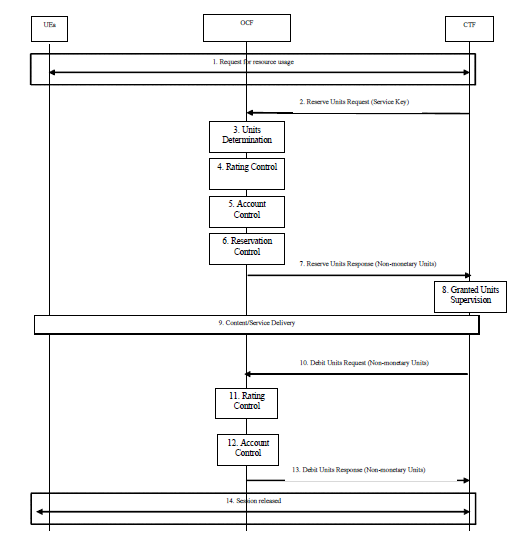 UEa
OCF
CTF
1. Request for resource usage
2. Reserve Units Request (Service Key)
3. Units
Determination
4. Rating Control
5. Account
Control
6. Reservation
Control
7. Reserve Units Response (Non-monetary Units)
8. Granted Units
Supervision
9. Content/Service Delivery
10. Debit Units Request (Non-monetary Units)
11. Rating
Control
12. Account
Control
13. Debit Units Response (Non-monetary Units)
14. Session released